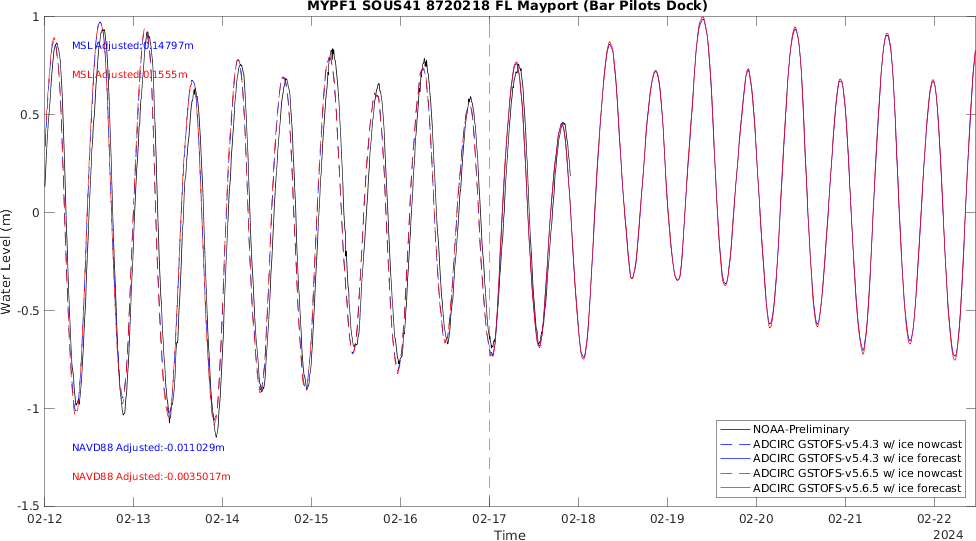 MYPF1 SOUS41 8720218 FL Mayport (Bar Pilots Dock)
1
0.5
0
-0.5
-1
-1.5
Water Level (m)
MSL Adjusted:0.14797m
MSL Adjusted:0.1555m
NAVD88 Adjusted:-0.011029m
NAVD88 Adjusted:-0.0035017m
NOAA-Preliminary
ADCIRC GSTOFS-v5.4.3 w/ ice nowcast
ADCIRC GSTOFS-v5.4.3 w/ ice forecast
ADCIRC GSTOFS-v5.6.5 w/ ice nowcast
ADCIRC GSTOFS-v5.6.5 w/ ice forecast
02-12 02-13 02-14 02-15 02-16 02-17 02-18 02-19 02-20 02-21 02-22
Time
2024